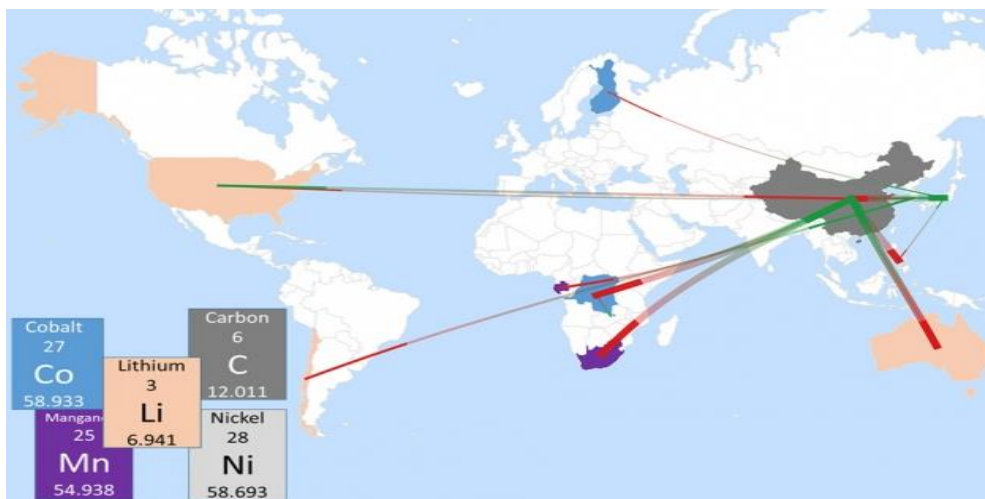 Cobalt
27
Co
58.933
Carbon
6
C
12.011
Lithium
3
Li
6.941
Mangan
25
Mn
54.938
Nickel
28
Ni
58.693